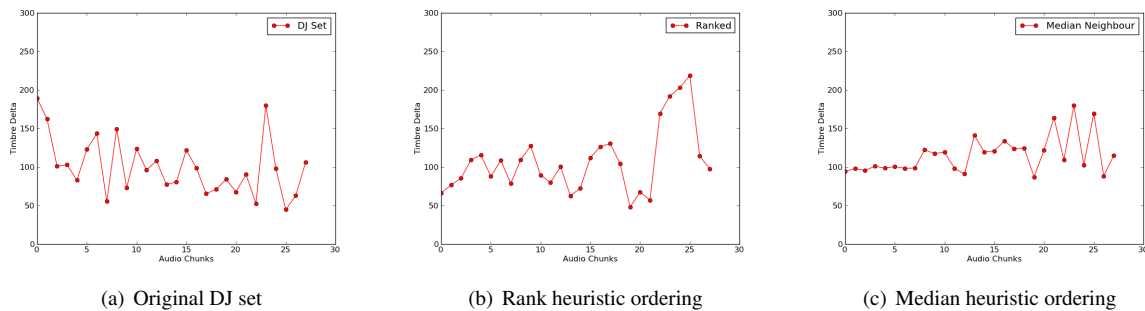 300
250
200
150
100
50
0
0 5 10 15 20 25 30
Timbre Delta
Audio Chunks
DJ Set
(a) Original DJ set
300
250
200
150
100
50
0
0 5 10 15 20 25 30
Timbre Delta
Audio Chunks
Ranked
(b) Rank heuristic ordering
300
250
200
150
100
50
0
0 5 10 15 20 25 30
Timbre Delta
Audio Chunks
Median Neighbour
(c) Median heuristic ordering